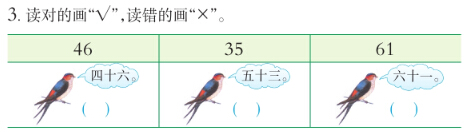 3. 读对的画“√”,读错的画“×”。
46 35 61
四十六。 五十三。 六十一。
( ) ( ) ( )